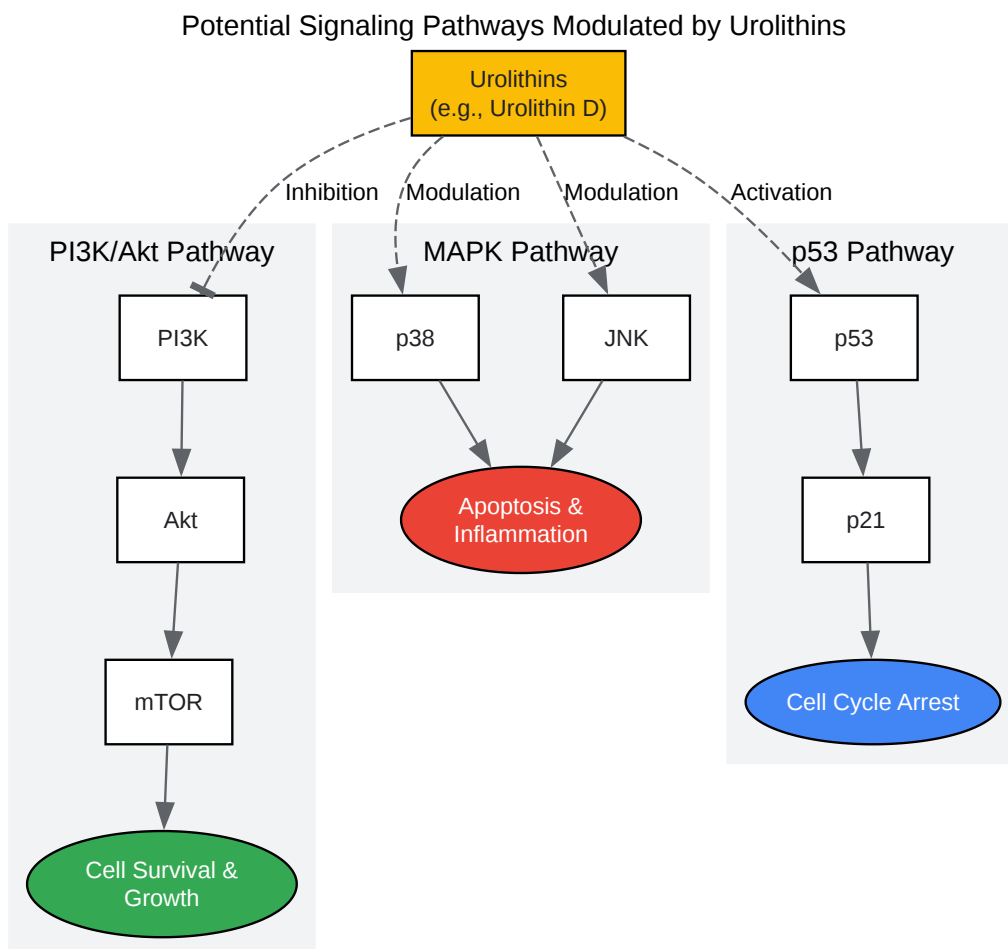 Potential Signaling Pathways Modulated by Urolithins
Urolithins
(e.g., Urolithin D)
Inhibition
Modulation
Modulation
Activation
PI3K/Akt Pathway
MAPK Pathway
p53 Pathway
PI3K
p38
JNK
p53
Akt
Apoptosis &
Inflammation
p21
mTOR
Cell Cycle Arrest
Cell Survival &
Growth